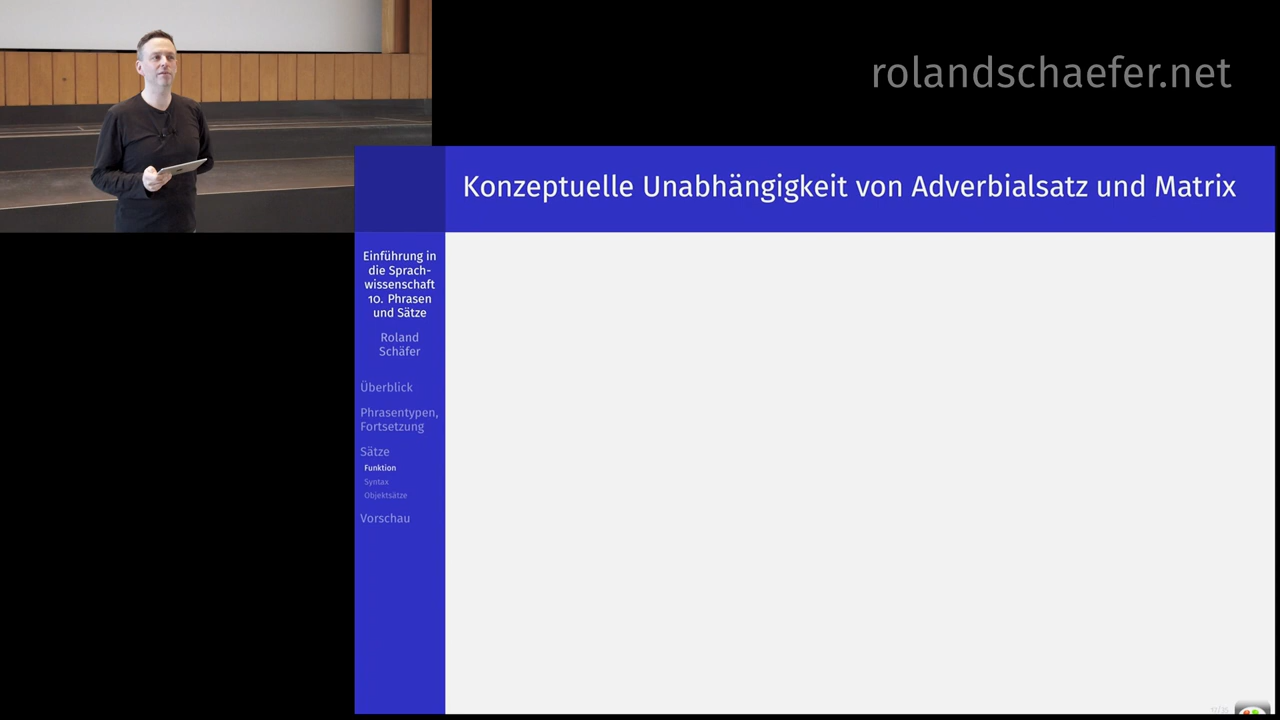 rolandschaefer.net
Konzeptuelle Unabhängigkeit von Adverbialsatz und Matrix
Einführung in
die Sprach-
wissenschaft
10. Phrasen
und Sätze
Roland
Schäfer
Überblick
Phrasentypen,
Fortsetzung
Sätze
Funktion
Syntax
Objektsätze
Vorschau